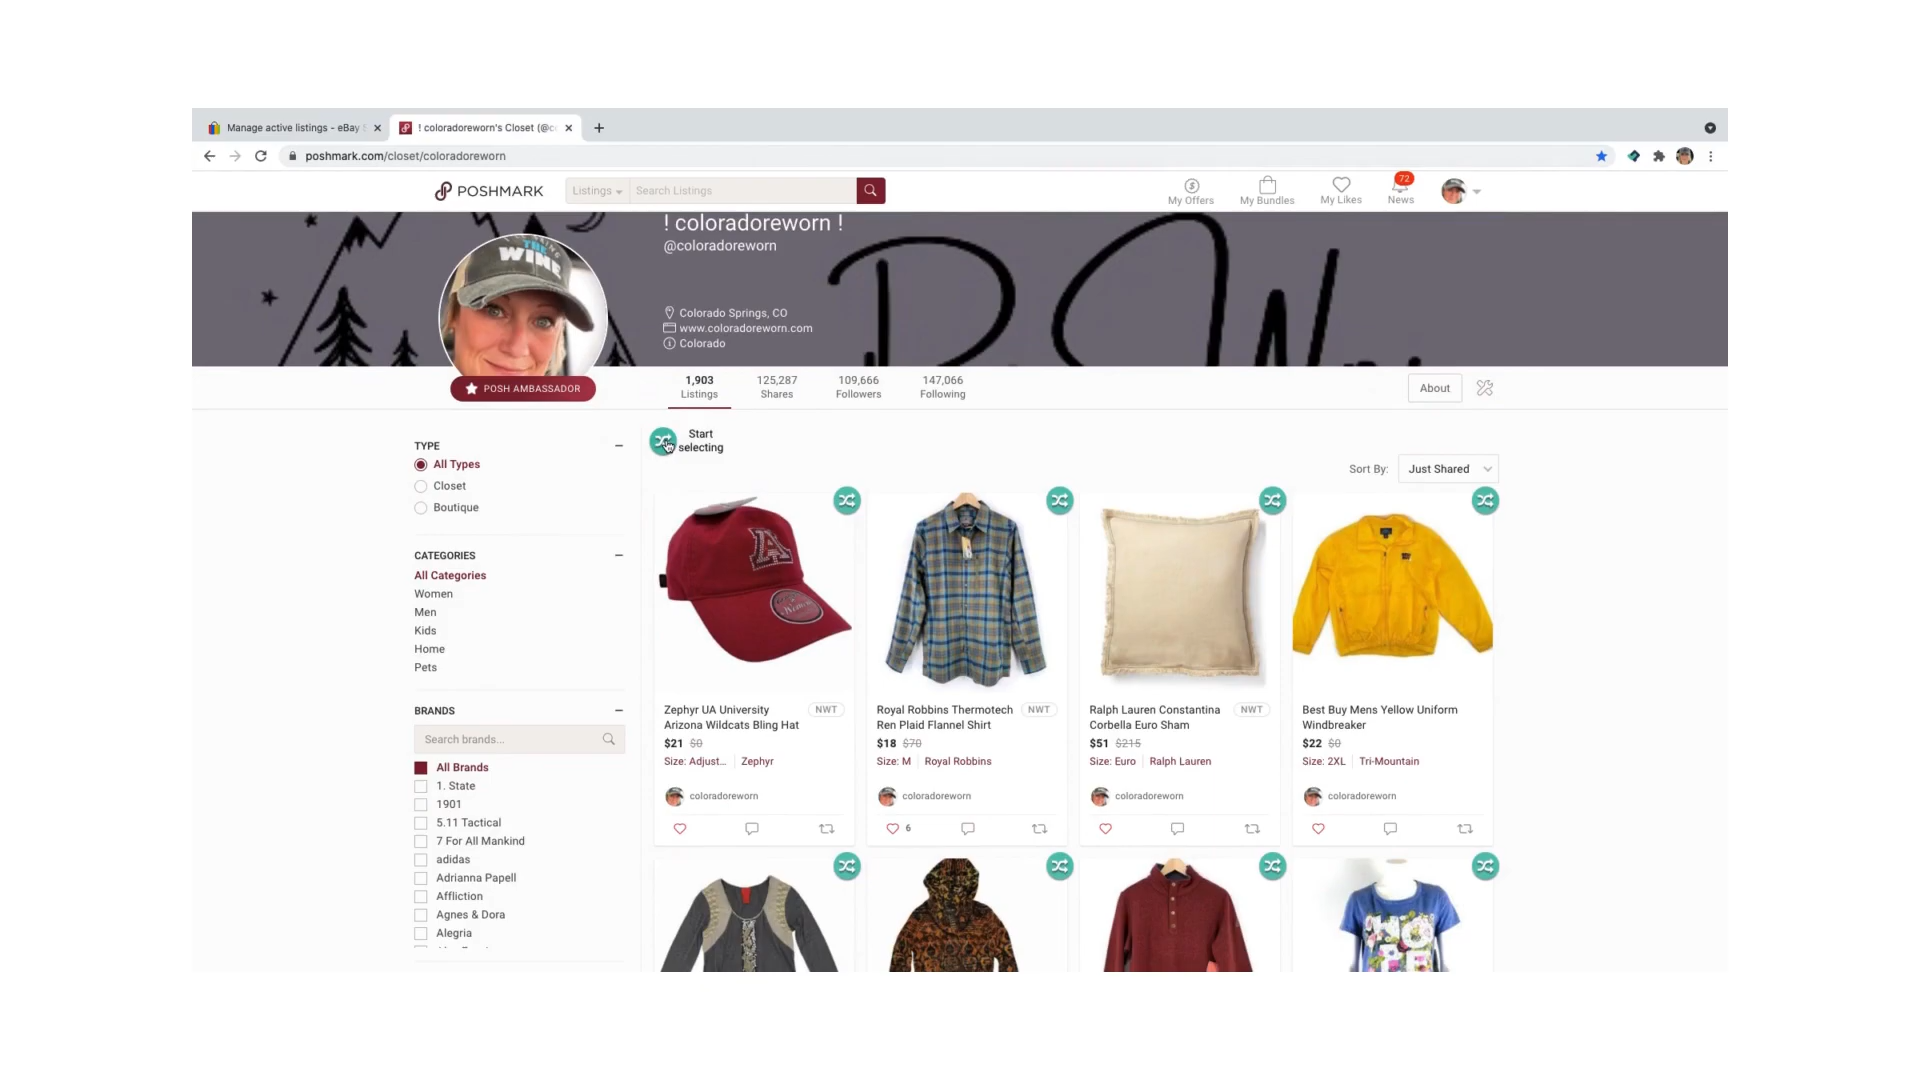 Manage active listings - eBay
! coloradoreworn's Closet (@c
poshmark.com/closet/coloradoreworn
POSHMARK
Listings
Search Listings
My Offers
My Bundles
My Likes
72
News
! coloradoreworn !
@coloradoreworn
THE
WINE
Colorado Springs, CO
www.coloradoreworn.com
Colorado
POSH AMBASSADOR
1,903
Listings
125,287
Shares
109,666
Followers
147,066
Following
About
TYPE
All Types
Closet
Boutique
CATEGORIES
All Categories
Women
Men
Kids
Home
Pets
BRANDS
Search brands...
All Brands
1. State
1901
5.11 Tactical
7 For All Mankind
adidas
Adrianna Papell
Affliction
Agnes & Dora
Alegria
Start
selecting
Sort By:
Just Shared
Zephyr UA University
Arizona Wildcats Bling Hat
NWT
$21 $0
Size: Adjust... Zephyr
coloradoreworn
Royal Robbins Thermotech
Ren Plaid Flannel Shirt
NWT
$18 $70
Size: M Royal Robbins
coloradoreworn
6
Ralph Lauren Constantina
Corbella Euro Sham
NWT
$51 $215
Size: Euro Ralph Lauren
coloradoreworn
Best Buy Mens Yellow Uniform
Windbreaker
$22 $0
Size: 2XL Tri-Mountain
coloradoreworn